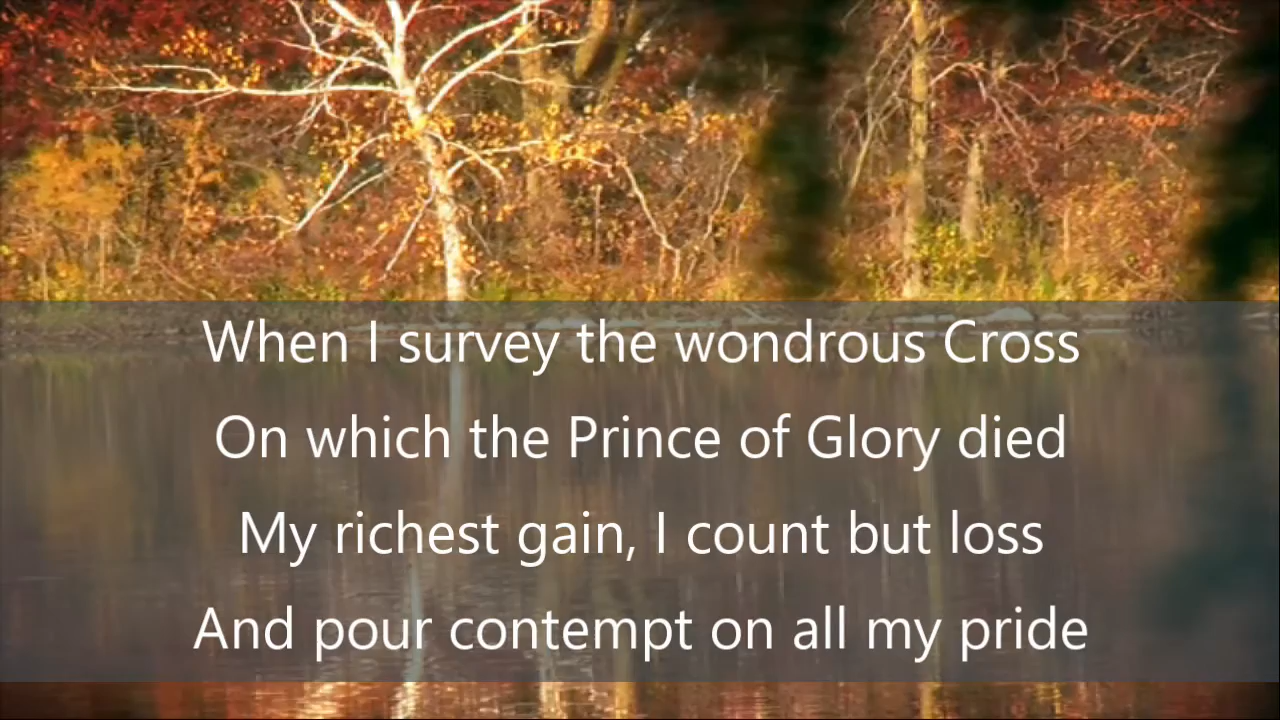 When I survey the wondrous Cross
On which the Prince of Glory died
My richest gain, I count but loss
And pour contempt on all my pride